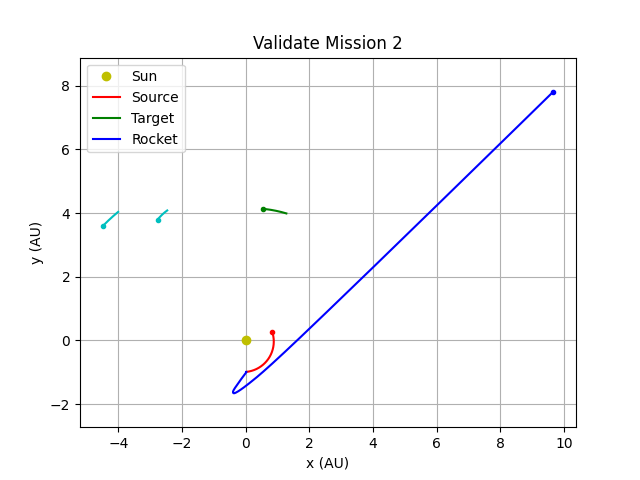 Validate Mission 2
Sun
Source
Target
Rocket
8
6
4
2
0
−2
−4
−2
0
2
4
6
8
10
x (AU)
y (AU)